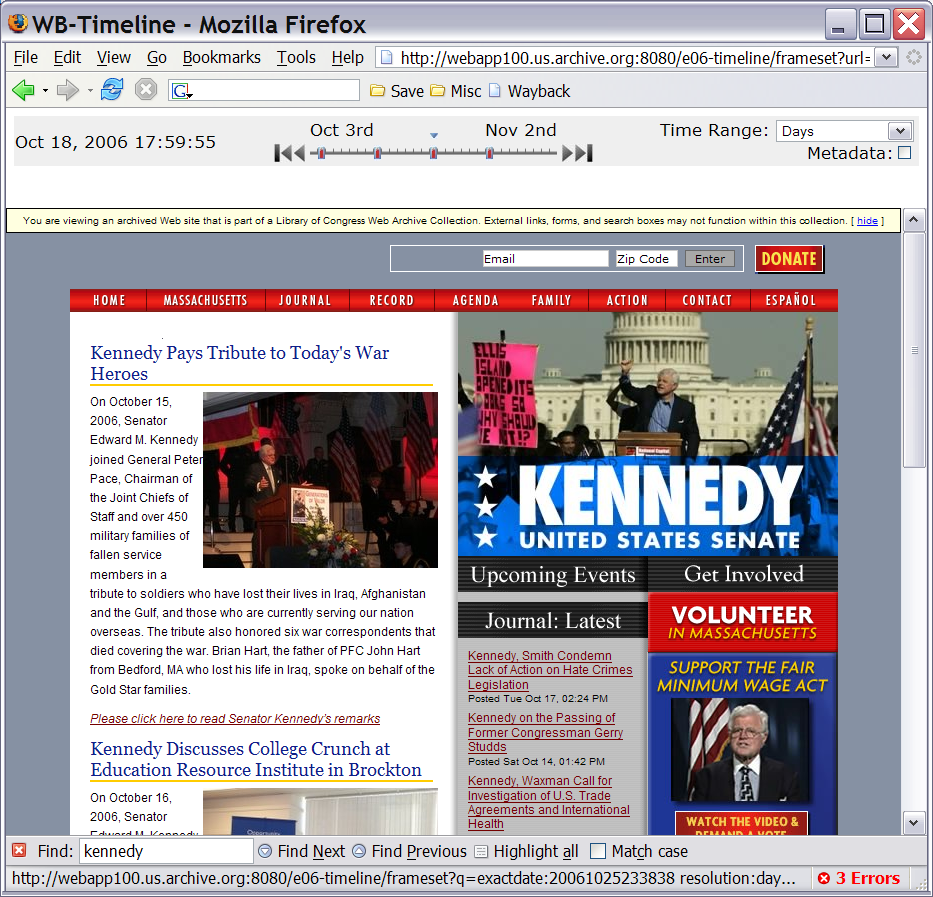 WB-Timeline - Mozilla Firefox
File Edit View Go Bookmarks Tools Help http://webapp100.us.archive.org:8080/e06-timeline/frameset?url=
G Save Misc Wayback
Oct 18, 2006 17:59:55
Oct 3rd Nov 2nd
Time Range: Days
Metadata:
You are viewing an archived Web site that is part of a Library of Congress Web Archive Collection. External links, forms, and search boxes may not function within this collection. [ hide ]
Email Zip Code Enter DONATE
HOME MASSACHUSETTS JOURNAL RECORD AGENDA FAMILY ACTION CONTACT ESPAÑOL
Kennedy Pays Tribute to Today's War
Heroes
On October 15,
2006, Senator
Edward M. Kennedy
joined General Peter
Pace, Chairman of
the Joint Chiefs of
Staff and over 450
military families of
fallen service
members in a
tribute to soldiers who have lost their lives in Iraq, Afghanistan
and the Gulf, and those who are currently serving our nation
overseas. The tribute also honored six war correspondents that
died covering the war. Brian Hart, the father of PFC John Hart
from Bedford, MA who lost his life in Iraq, spoke on behalf of the
Gold Star families.
Please click here to read Senator Kennedy's remarks
Kennedy Discusses College Crunch at
Education Resource Institute in Brockton
On October 16,
2006, Senator
Edward M. Kennedy
Opportunity
ELLIS
ISLAND
OPENED ITS
SO
WHY SHOULD
WE
IT!?
KENNEDY
UNITED STATES SENATE
Upcoming Events
Get Involved
Journal: Latest
Kennedy, Smith Condemn
Lack of Action on Hate Crimes
Legislation
Posted Tue Oct 17, 02:24 PM
Kennedy on the Passing of
Former Congressman Gerry
Studds
Posted Sat Oct 14, 01:42 PM
Kennedy, Waxman Call for
Investigation of U.S. Trade
Agreements and International
Health
VOLUNTEER
IN MASSACHUSETTS
SUPPORT THE FAIR
MINIMUM WAGE ACT
WATCH THE VIDEO &
DEMAND A VOTE
Find: kennedy Find Next Find Previous Highlight all Match case
http://webapp100.us.archive.org:8080/e06-timeline/frameset?q=exactdate:20061025233838 resolution:day... 3 Errors